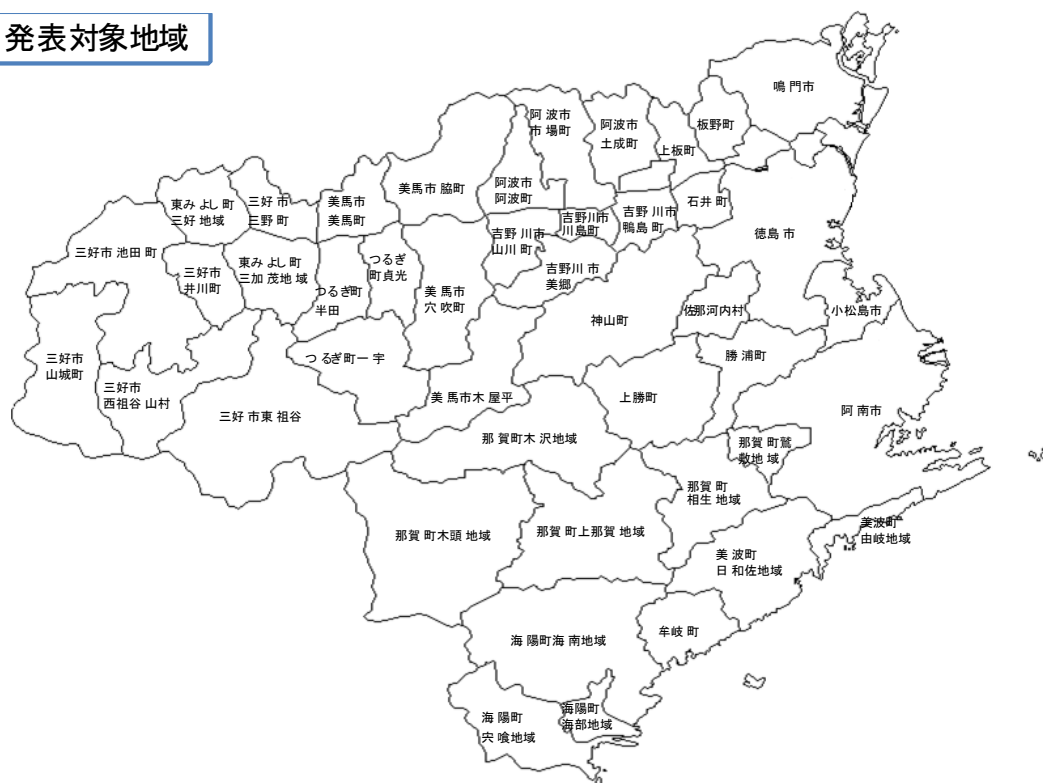 発表対象地域
鳴門市
阿波市
市場町
阿波市
土成町
板野町
上板町
美馬市脇町
阿波市
阿波町
東みよし町
三好地域
三好市
三野町
美馬市
美馬町
石井町
吉野川市
川島町
吉野川市
鴨島町
徳島市
吉野川市
山川町
三好市池田町
東みよし町
三加茂地域
つるぎ
町貞光
三好市
井川町
吉野川市
美郷
つるぎ町
半田
美馬市
穴吹町
神山町
佐那河内村
小松島市
三好市
山城町
つるぎ町一宇
勝浦町
三好市
西祖谷山村
美馬市木屋平
上勝町
三好市東祖谷
阿南市
那賀町木沢地域
那賀町鷲
敷地域
那賀町
相生地域
那賀町木頭地域
那賀町上那賀地域
美波町
由岐地域
美波町
日和佐地域
牟岐町
海陽町海南地域
海陽町
海部地域
海陽町
宍喰地域